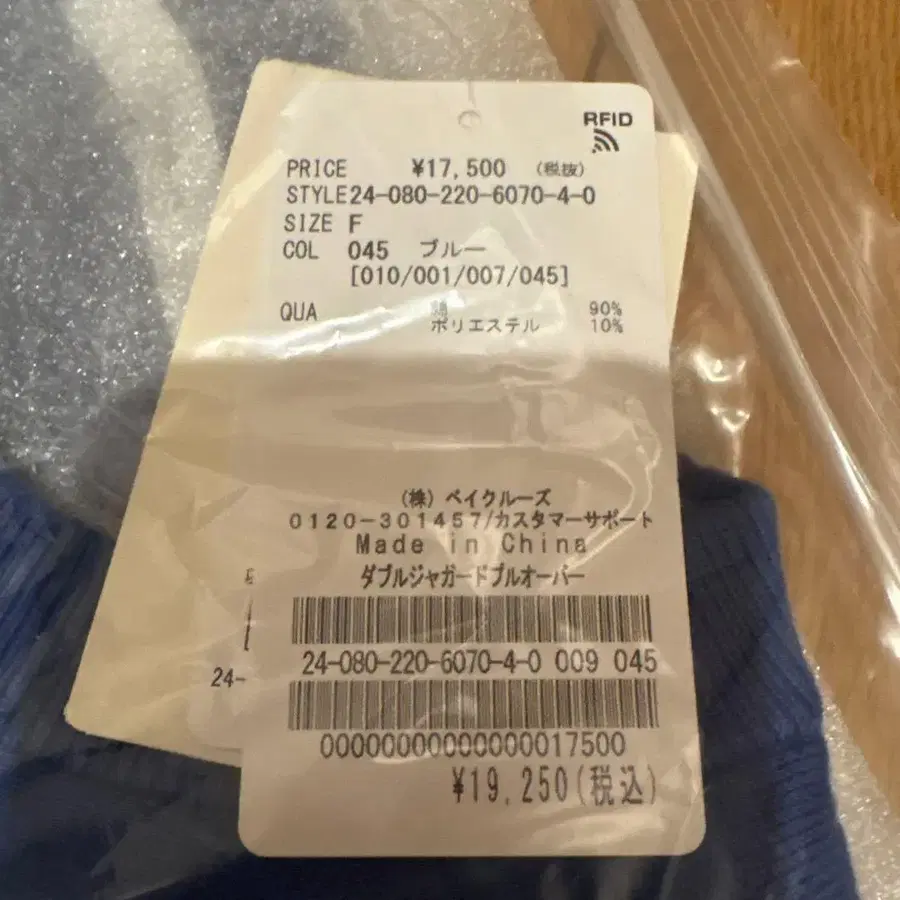 RFID
PRICE ¥17,500 (税抜)
STYLE 24-080-220-6070-4-0
SIZE F
COL 045 ブルー
[010/001/007/045]
QUA 綿 90%
ポリエステル 10%
(株)ベイクルーズ
0120-301457/カスタマーサポート
Made in China
ダブルジャガードプルオーバー
24-080-220-6070-4-0 009 045
00000000000000017500
¥19,250(税込)
24-